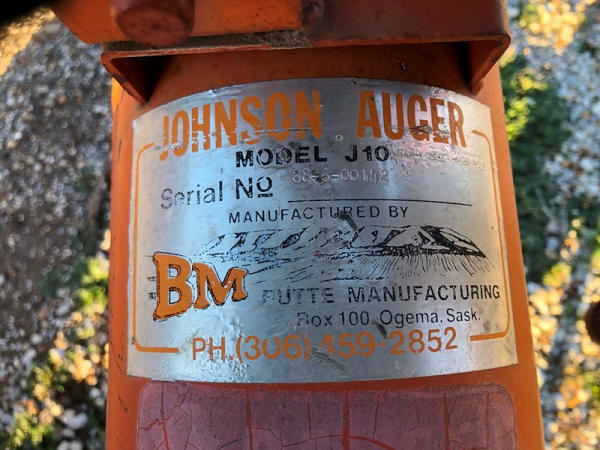 JOHNSON AUGER
MODEL J10
Serial No
MANUFACTURED BY
BM BUTTE MANUFACTURING
Box 100, Ogema, Sask.
PH. (306) 459-2852